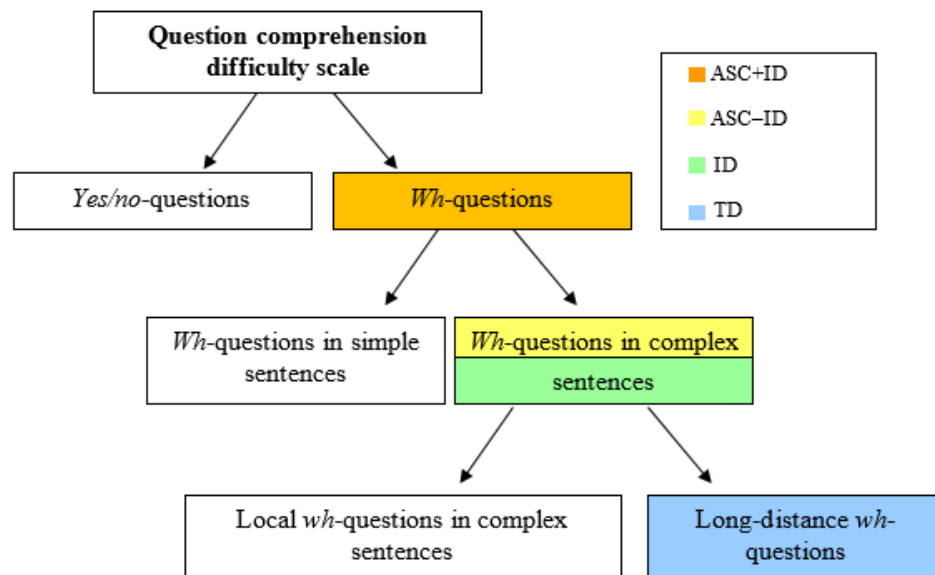 Question comprehension
difficulty scale
ASC+ID
ASC–ID
ID
TD
Yes/no-questions
Wh-questions
Wh-questions in simple
sentences
Wh-questions in complex
sentences
Local wh-questions in complex
sentences
Long-distance wh-
questions